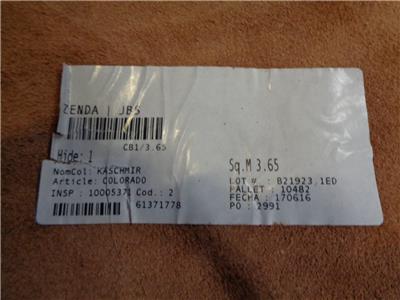 ZENDA | JBS
CB1/3.65
Hide: 1
NomCol: KASCHMIR
Article: COLORADO
INSP : 10005371 Cod.: 2
61371778
Sq.M 3.65
LOT # : B21923.1ED
PALLET : 10482
FECHA : 170616
PO : 2991